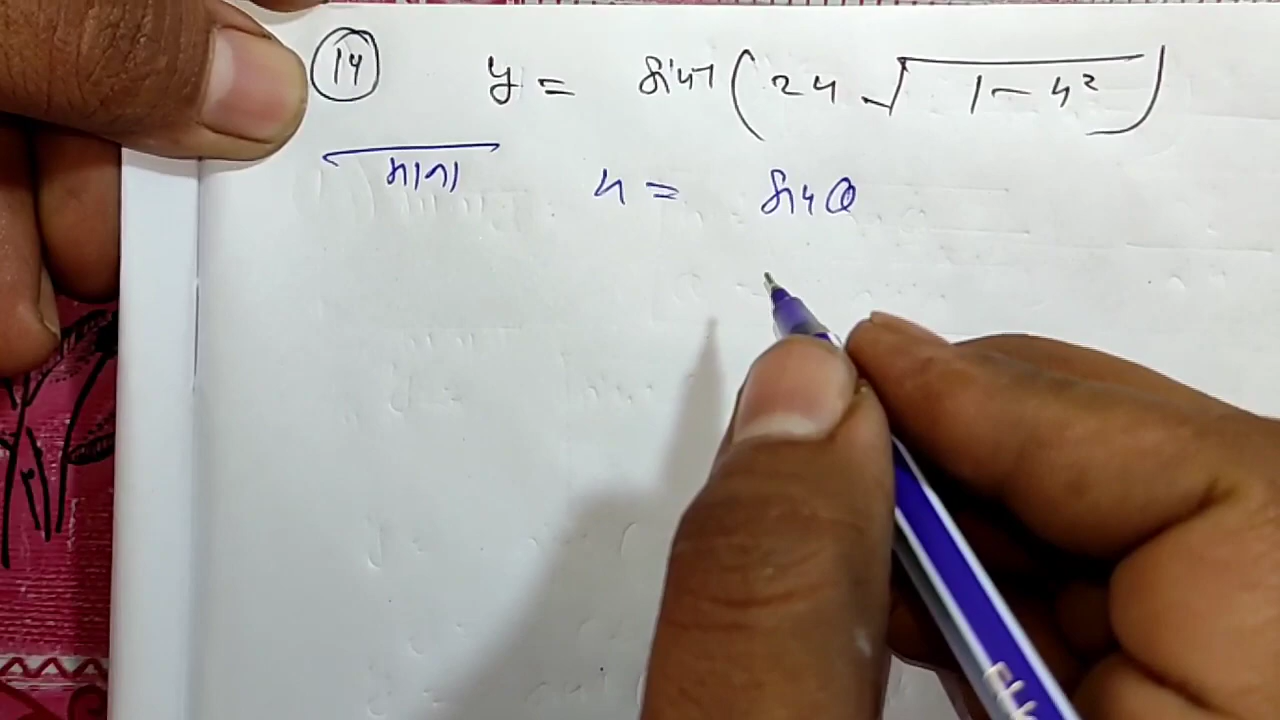 14 y = sin⁻¹(2x √1-x²)
माना x = sinθ